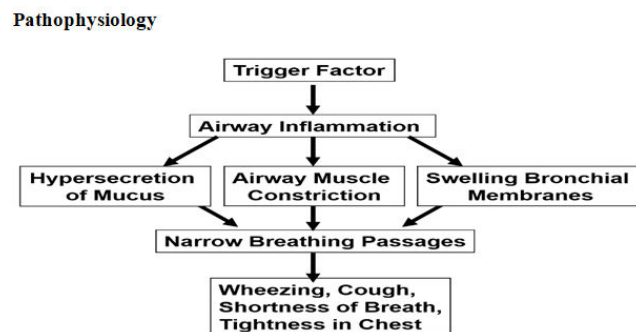 Pathophysiology
Trigger Factor
Airway Inflammation
Hypersecretion
of Mucus
Airway Muscle
Constriction
Swelling Bronchial
Membranes
Narrow Breathing Passages
Wheezing, Cough,
Shortness of Breath,
Tightness in Chest